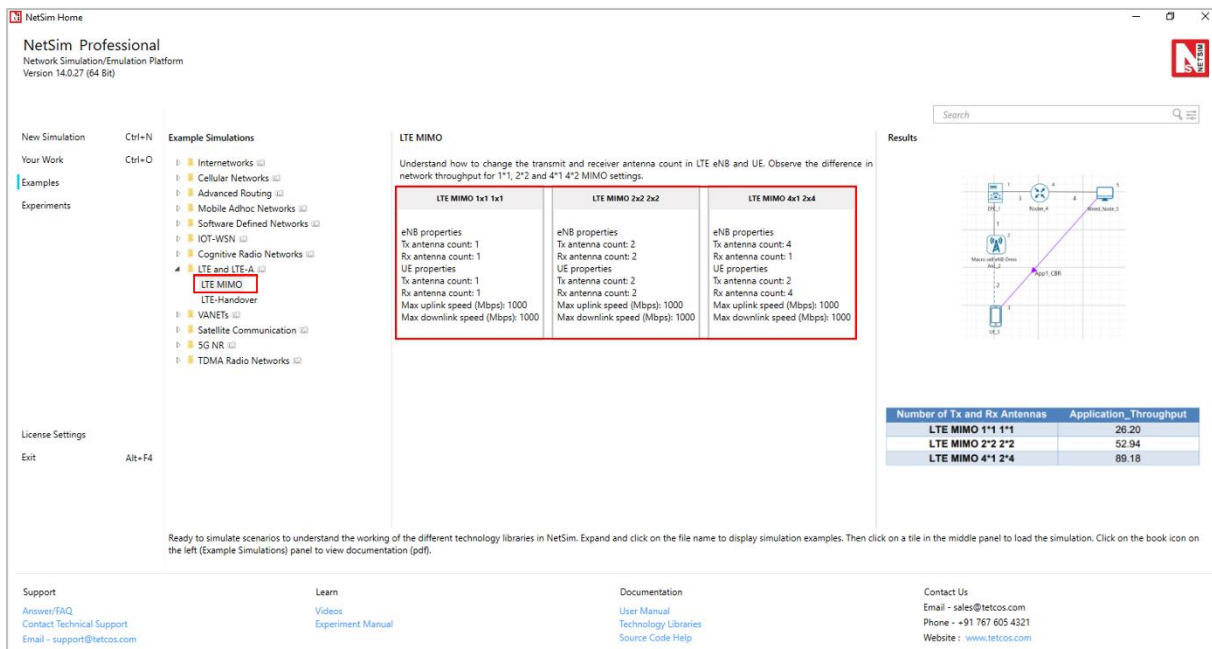 NetSim Home
NetSim Professional
Network Simulation/Emulation Platform
Version 14.0.27 (64 Bit)
NETSIM
Search
New Simulation Ctrl+N
Your Work Ctrl+O
Examples
Experiments
License Settings
Exit Alt+F4
Example Simulations
Internetworks
Cellular Networks
Advanced Routing
Mobile Adhoc Networks
Software Defined Networks
IOT-WSN
Cognitive Radio Networks
LTE and LTE-A
LTE MIMO
LTE-Handover
VANETs
Satellite Communication
5G NR
TDMA Radio Networks
LTE MIMO
Understand how to change the transmit and receiver antenna count in LTE eNB and UE. Observe the difference in
network throughput for 1*1, 2*2 and 4*1 4*2 MIMO settings.
LTE MIMO 1x1 1x1
eNB properties
Tx antenna count: 1
Rx antenna count: 1
UE properties
Tx antenna count: 1
Rx antenna count: 1
Max uplink speed (Mbps): 1000
Max downlink speed (Mbps): 1000
LTE MIMO 2x2 2x2
eNB properties
Tx antenna count: 2
Rx antenna count: 2
UE properties
Tx antenna count: 2
Rx antenna count: 2
Max uplink speed (Mbps): 1000
Max downlink speed (Mbps): 1000
LTE MIMO 4x1 2x4
eNB properties
Tx antenna count: 4
Rx antenna count: 1
UE properties
Tx antenna count: 2
Rx antenna count: 4
Max uplink speed (Mbps): 1000
Max downlink speed (Mbps): 1000
Results
Router_4
App1_CBR
Number of Tx and Rx Antennas Application_Throughput
LTE MIMO 1*1 1*1 26.20
LTE MIMO 2*2 2*2 52.94
LTE MIMO 4*1 2*4 89.18
Ready to simulate scenarios to understand the working of the different technology libraries in NetSim. Expand and click on the file name to display simulation examples. Then click on a tile in the middle panel to load the simulation. Click on the book icon on
the left (Example Simulations) panel to view documentation (pdf).
Support
Answer/FAQ
Contact Technical Support
Email - support@tetcos.com
Learn
Videos
Experiment Manual
Documentation
User Manual
Technology Libraries
Source Code Help
Contact Us
Email - sales@tetcos.com
Phone - +91 767 605 4321
Website : www.tetcos.com